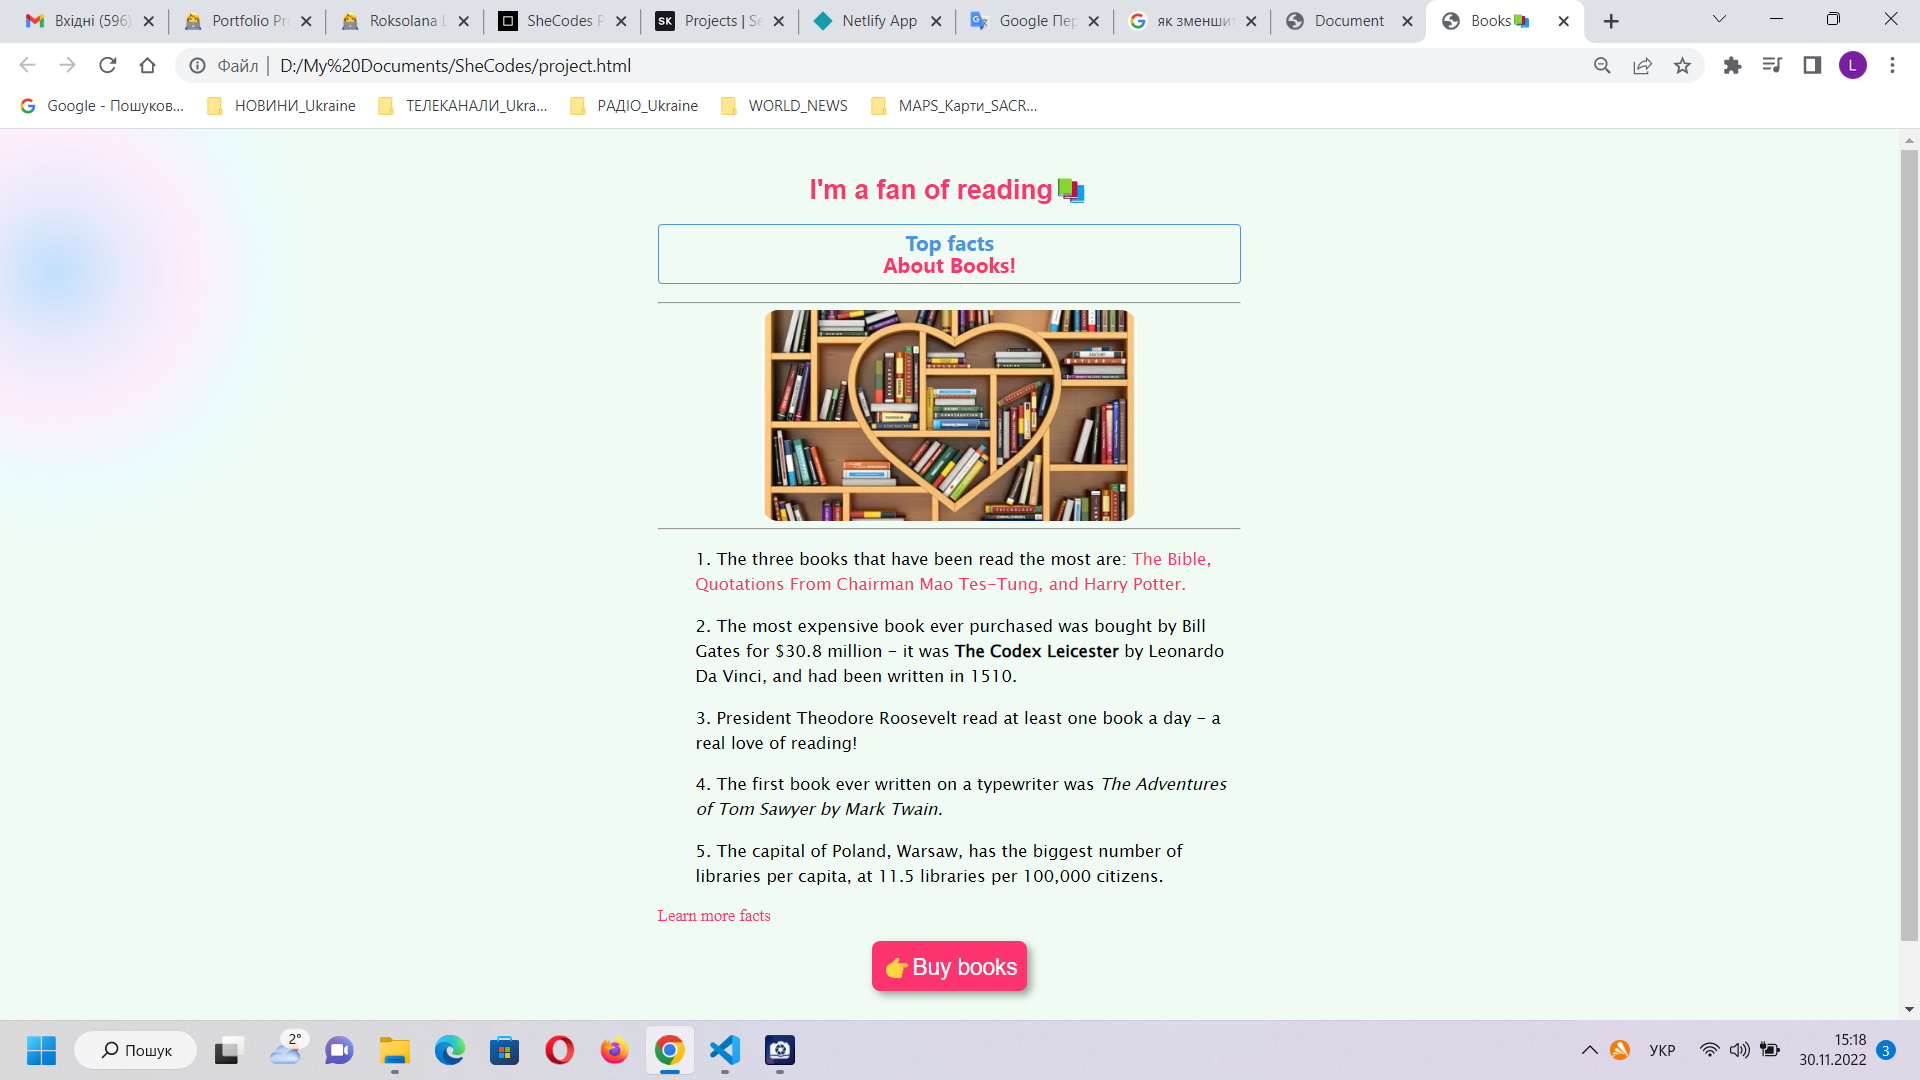 Вхідні (596)
Portfolio Pr
Roksolana
SheCodes P
Projects | Se
Netlify App
Google Пер
як зменши
Document
Books
Файл | D:/My%20Documents/SheCodes/project.html
L
Google - Пошуков...
НОВИНИ_Ukraine
ТЕЛЕКАНАЛИ_Ukra...
РАДІО_Ukraine
WORLD_NEWS
MAPS_Карти_SACR...
I'm a fan of reading
Top facts
About Books!
1. The three books that have been read the most are: The Bible,
Quotations From Chairman Mao Tes-Tung, and Harry Potter.
2. The most expensive book ever purchased was bought by Bill
Gates for $30.8 million - it was The Codex Leicester by Leonardo
Da Vinci, and had been written in 1510.
3. President Theodore Roosevelt read at least one book a day - a
real love of reading!
4. The first book ever written on a typewriter was The Adventures
of Tom Sawyer by Mark Twain.
5. The capital of Poland, Warsaw, has the biggest number of
libraries per capita, at 11.5 libraries per 100,000 citizens.
Learn more facts
Buy books
Пошук
2°
УКР
15:18
30.11.2022
3